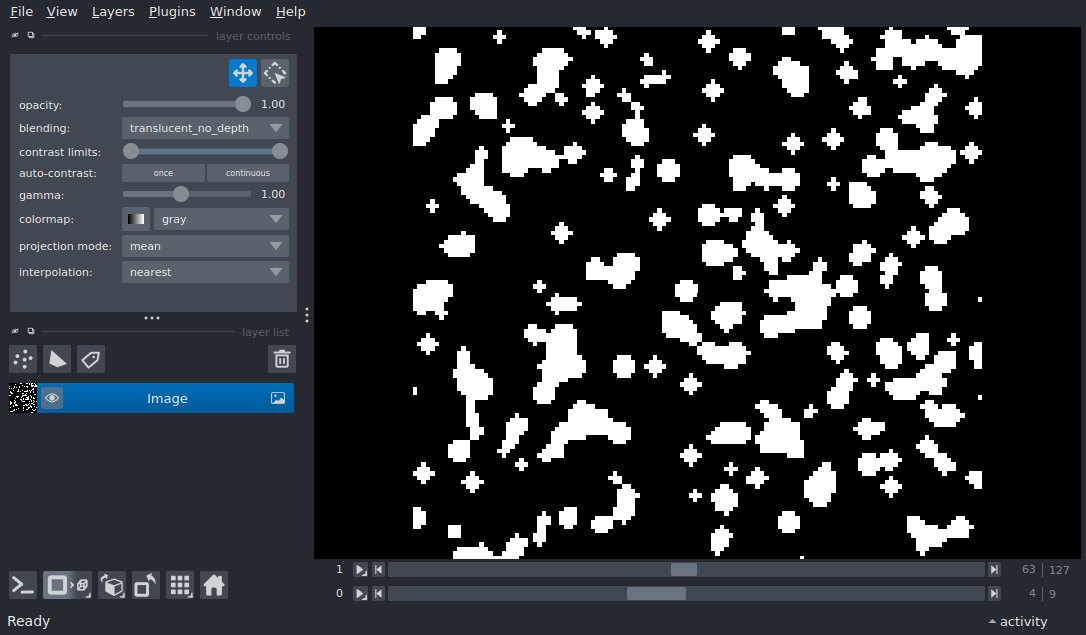 File View Layers Plugins Window Help
layer controls
opacity: 1.00
blending: translucent_no_depth
contrast limits:
auto-contrast: once continuous
gamma: 1.00
colormap: gray
projection mode: mean
interpolation: nearest
layer list
Image
1 63 127
0 4 9
Ready activity